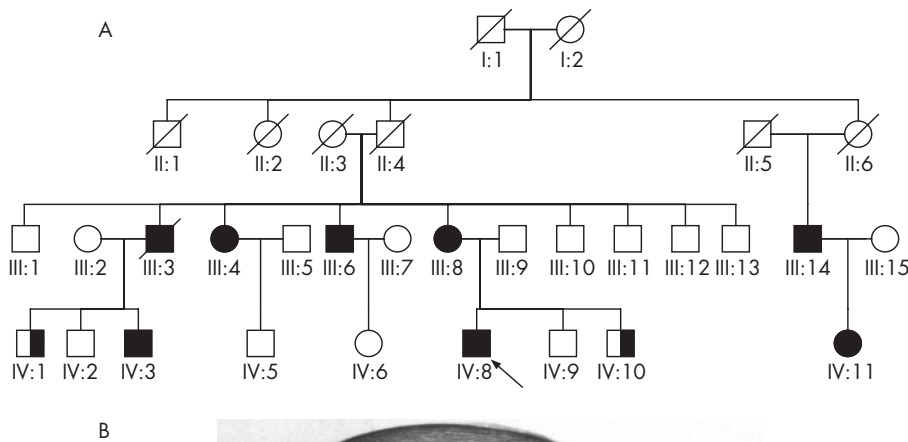 A
I:1 I:2
II:1 II:2 II:3 II:4 II:5 II:6
III:1 III:2 III:3 III:4 III:5 III:6 III:7 III:8 III:9 III:10 III:11 III:12 III:13 III:14 III:15
IV:1 IV:2 IV:3 IV:5 IV:6 IV:8 IV:9 IV:10 IV:11
B